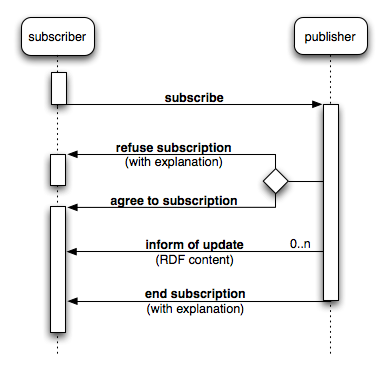 subscriber
publisher
subscribe
refuse subscription
(with explanation)
agree to subscription
inform of update
0..n
(RDF content)
end subscription
(with explanation)